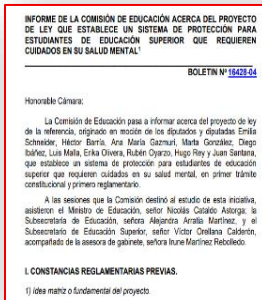 INFORME DE LA COMISIÓN DE EDUCACIÓN ACERCA DEL PROYECTO
DE LEY QUE ESTABLECE UN SISTEMA DE PROTECCIÓN PARA
ESTUDIANTES DE EDUCACIÓN SUPERIOR QUE REQUIEREN
CUIDADOS EN SU SALUD MENTAL¹
BOLETIN Nº 16428-04
Honorable Cámara:
La Comisión de Educación pasa a informar acerca del proyecto de ley de
la referencia, originado en moción de los diputados y diputadas Emilia
Schneider, Héctor Barría, Ana María Gazmuri, Marta González, Diego
Ibáñez, Luis Malla, Erika Olivera, Rubén Oyarzo, Hugo Rey y Juan Santana,
que establece un sistema de protección para estudiantes de educación
superior que requieren cuidados en su salud mental, en primer trámite
constitucional y primero reglamentario.
A las sesiones que la Comisión destinó al estudio de esta iniciativa,
asistieron el Ministro de Educación, señor Nicolás Cataldo Astorga; la
Subsecretaria de Educación, señora Alejandra Arratia Martínez, y el
Subsecretario de Educación Superior, señor Víctor Orellana Calderón,
acompañado de la asesora de gabinete, señora Irune Martínez Rebolledo.
I. CONSTANCIAS REGLAMENTARIAS PREVIAS.
1) Idea matriz o fundamental del proyecto.